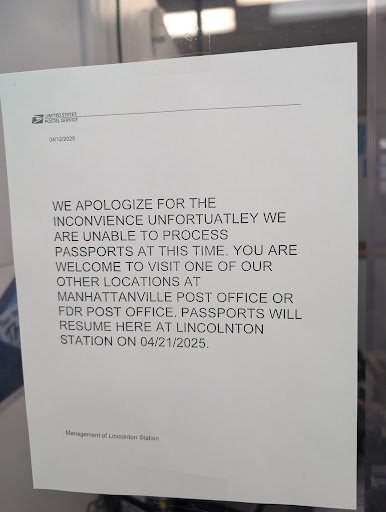 UNITED STATES
POSTAL SERVICE
04/12/2025
WE APOLOGIZE FOR THE
INCONVIENCE UNFORTUATLEY WE
ARE UNABLE TO PROCESS
PASSPORTS AT THIS TIME. YOU ARE
WELCOME TO VISIT ONE OF OUR
OTHER LOCATIONS AT
MANHATTANVILLE POST OFFICE OR
FDR POST OFFICE. PASSPORTS WILL
RESUME HERE AT LINCOLNTON
STATION ON 04/21/2025.
Management of Lincolndon Station